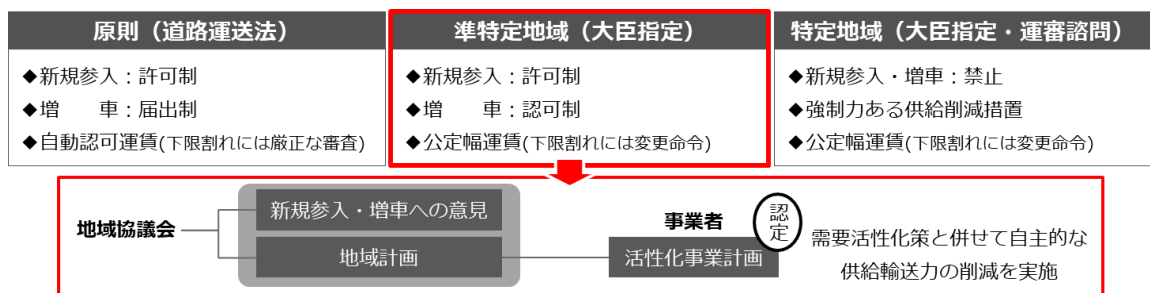 原則（道路運送法）
◆新規参入：許可制
◆増　　車：届出制
◆自動認可運賃(下限割れには厳正な審査)
準特定地域（大臣指定）
◆新規参入：許可制
◆増　　車：認可制
◆公定幅運賃(下限割れには変更命令)
特定地域（大臣指定・運審諮問）
◆新規参入・増車：禁止
◆強制力ある供給削減措置
◆公定幅運賃(下限割れには変更命令)
地域協議会
新規参入・増車への意見
地域計画
事業者
認定
活性化事業計画
需要活性化策と併せて自主的な
供給輸送力の削減を実施